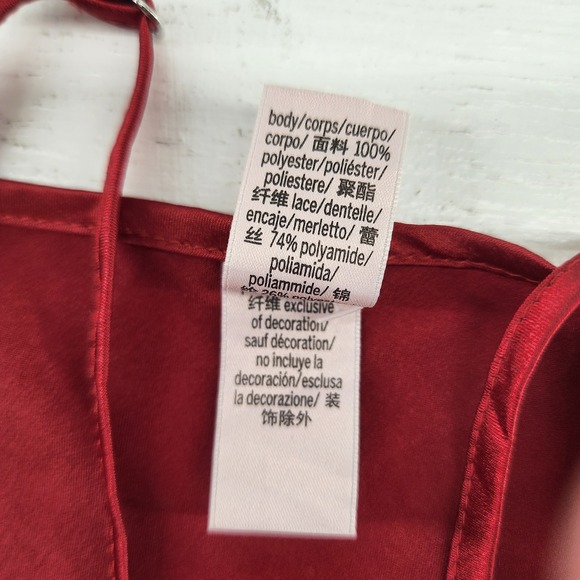 body/corps/cuerpo/
corpo/ 面料 100%
polyester/poliéster/
poliestere/ 聚酯
纤维 lace/dentelle/
encaje/merletto/ 蕾
丝 74% polyamide/
poliamida/
poliammide/ 锦
纶 26%
纤维 exclusive
of decoration/
sauf décoration/
no incluye la
decoración/esclusa
la decorazione/ 装
饰除外